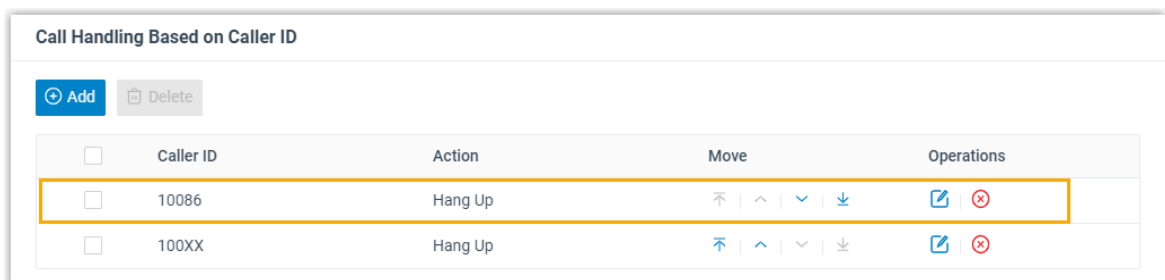 Call Handling Based on Caller ID
Add Delete
Caller ID Action Move Operations
10086 Hang Up
100XX Hang Up